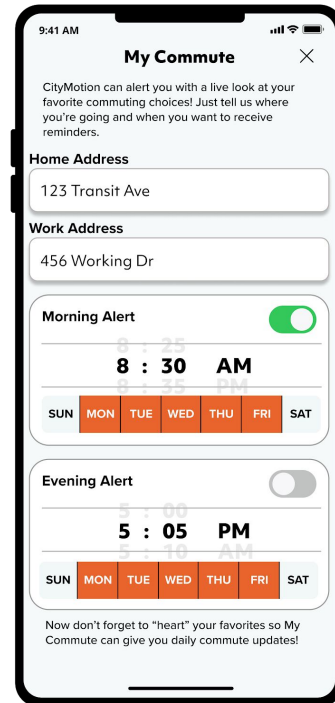 9:41 AM
My Commute
CityMotion can alert you with a live look at your
favorite commuting choices! Just tell us where
you're going and when you want to receive
reminders.
Home Address
123 Transit Ave
Work Address
456 Working Dr
Morning Alert
8 : 25
8 : 30 AM
8 : 35 PM
SUN MON TUE WED THU FRI SAT
Evening Alert
5 : 00
5 : 05 PM
5 : 10 AM
SUN MON TUE WED THU FRI SAT
Now don't forget to “heart” your favorites so My
Commute can give you daily commute updates!